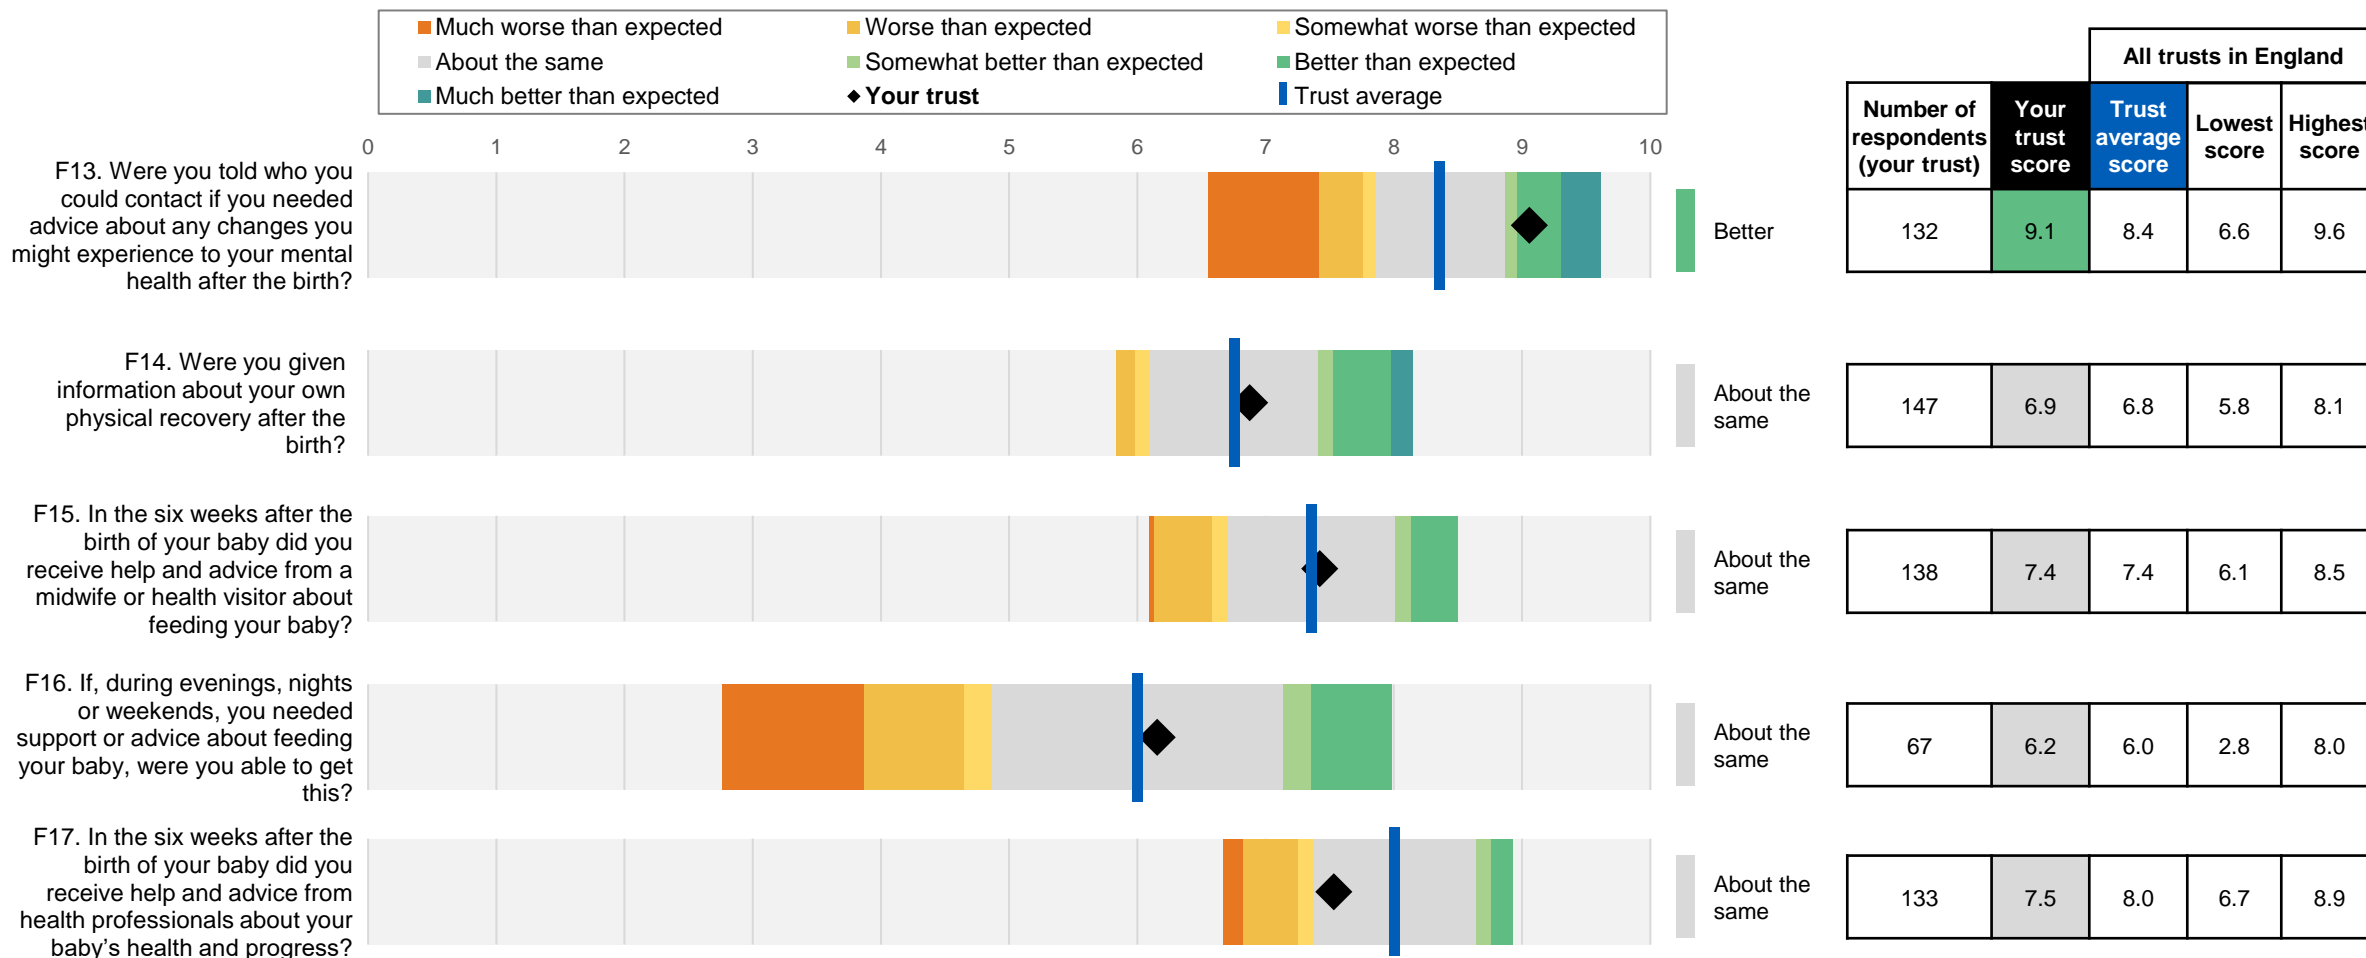 Much worse than expected
Worse than expected
Somewhat worse than expected
About the same
Somewhat better than expected
Better than expected
Much better than expected
Your trust
Trust average
All trusts in England
Number of
respondents
(your trust)
Your
trust
score
Trust
average
score
Lowest
score
Highest
score
0 1 2 3 4 5 6 7 8 9 10
F13. Were you told who you
could contact if you needed
advice about any changes you
might experience to your mental
health after the birth?
Better
132 9.1 8.4 6.6 9.6
F14. Were you given
information about your own
physical recovery after the
birth?
About the
same
147 6.9 6.8 5.8 8.1
F15. In the six weeks after the
birth of your baby did you
receive help and advice from a
midwife or health visitor about
feeding your baby?
About the
same
138 7.4 7.4 6.1 8.5
F16. If, during evenings, nights
or weekends, you needed
support or advice about feeding
your baby, were you able to get
this?
About the
same
67 6.2 6.0 2.8 8.0
F17. In the six weeks after the
birth of your baby did you
receive help and advice from
health professionals about your
baby’s health and progress?
About the
same
133 7.5 8.0 6.7 8.9